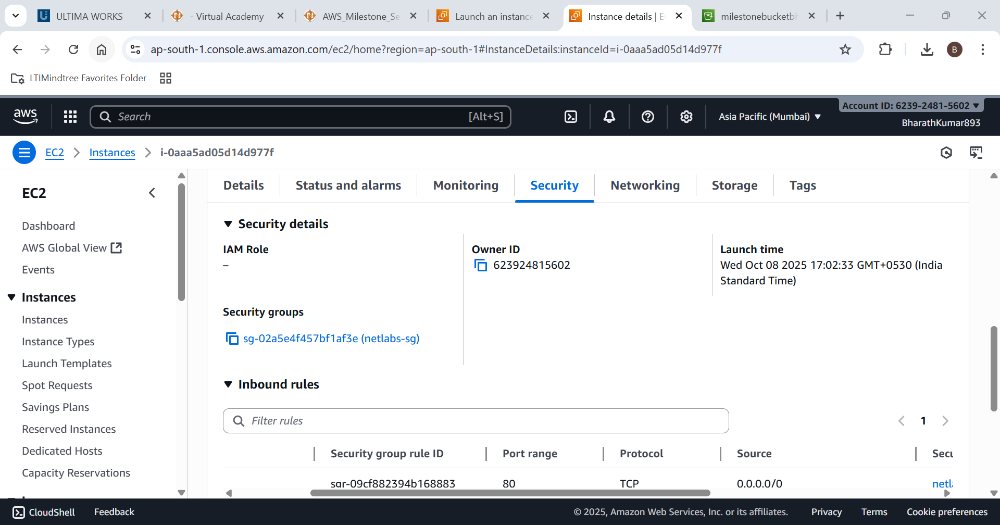 ULTIMA WORKS
- Virtual Academy
AWS_Milestone_Se
Launch an instance
Instance details | E
milestonebucketbh
ap-south-1.console.aws.amazon.com/ec2/home?region=ap-south-1#InstanceDetails:instanceId=i-0aaa5ad05d14d977f
B
LTIMindtree Favorites Folder
aws
Search
[Alt+S]
Asia Pacific (Mumbai)
Account ID: 6239-2481-5602
BharathKumar893
EC2
Instances
i-0aaa5ad05d14d977f
EC2
Dashboard
AWS Global View
Events
Instances
Instances
Instance Types
Launch Templates
Spot Requests
Savings Plans
Reserved Instances
Dedicated Hosts
Capacity Reservations
Details
Status and alarms
Monitoring
Security
Networking
Storage
Tags
Security details
IAM Role
–
Owner ID
623924815602
Launch time
Wed Oct 08 2025 17:02:33 GMT+0530 (India
Standard Time)
Security groups
sg-02a5e4f457bf1af3e (netlabs-sg)
Inbound rules
Filter rules
1
Security group rule ID
Port range
Protocol
Source
Secu
sgr-09cf882394b168883
80
TCP
0.0.0.0/0
netla
CloudShell
Feedback
© 2025, Amazon Web Services, Inc. or its affiliates.
Privacy
Terms
Cookie preferences